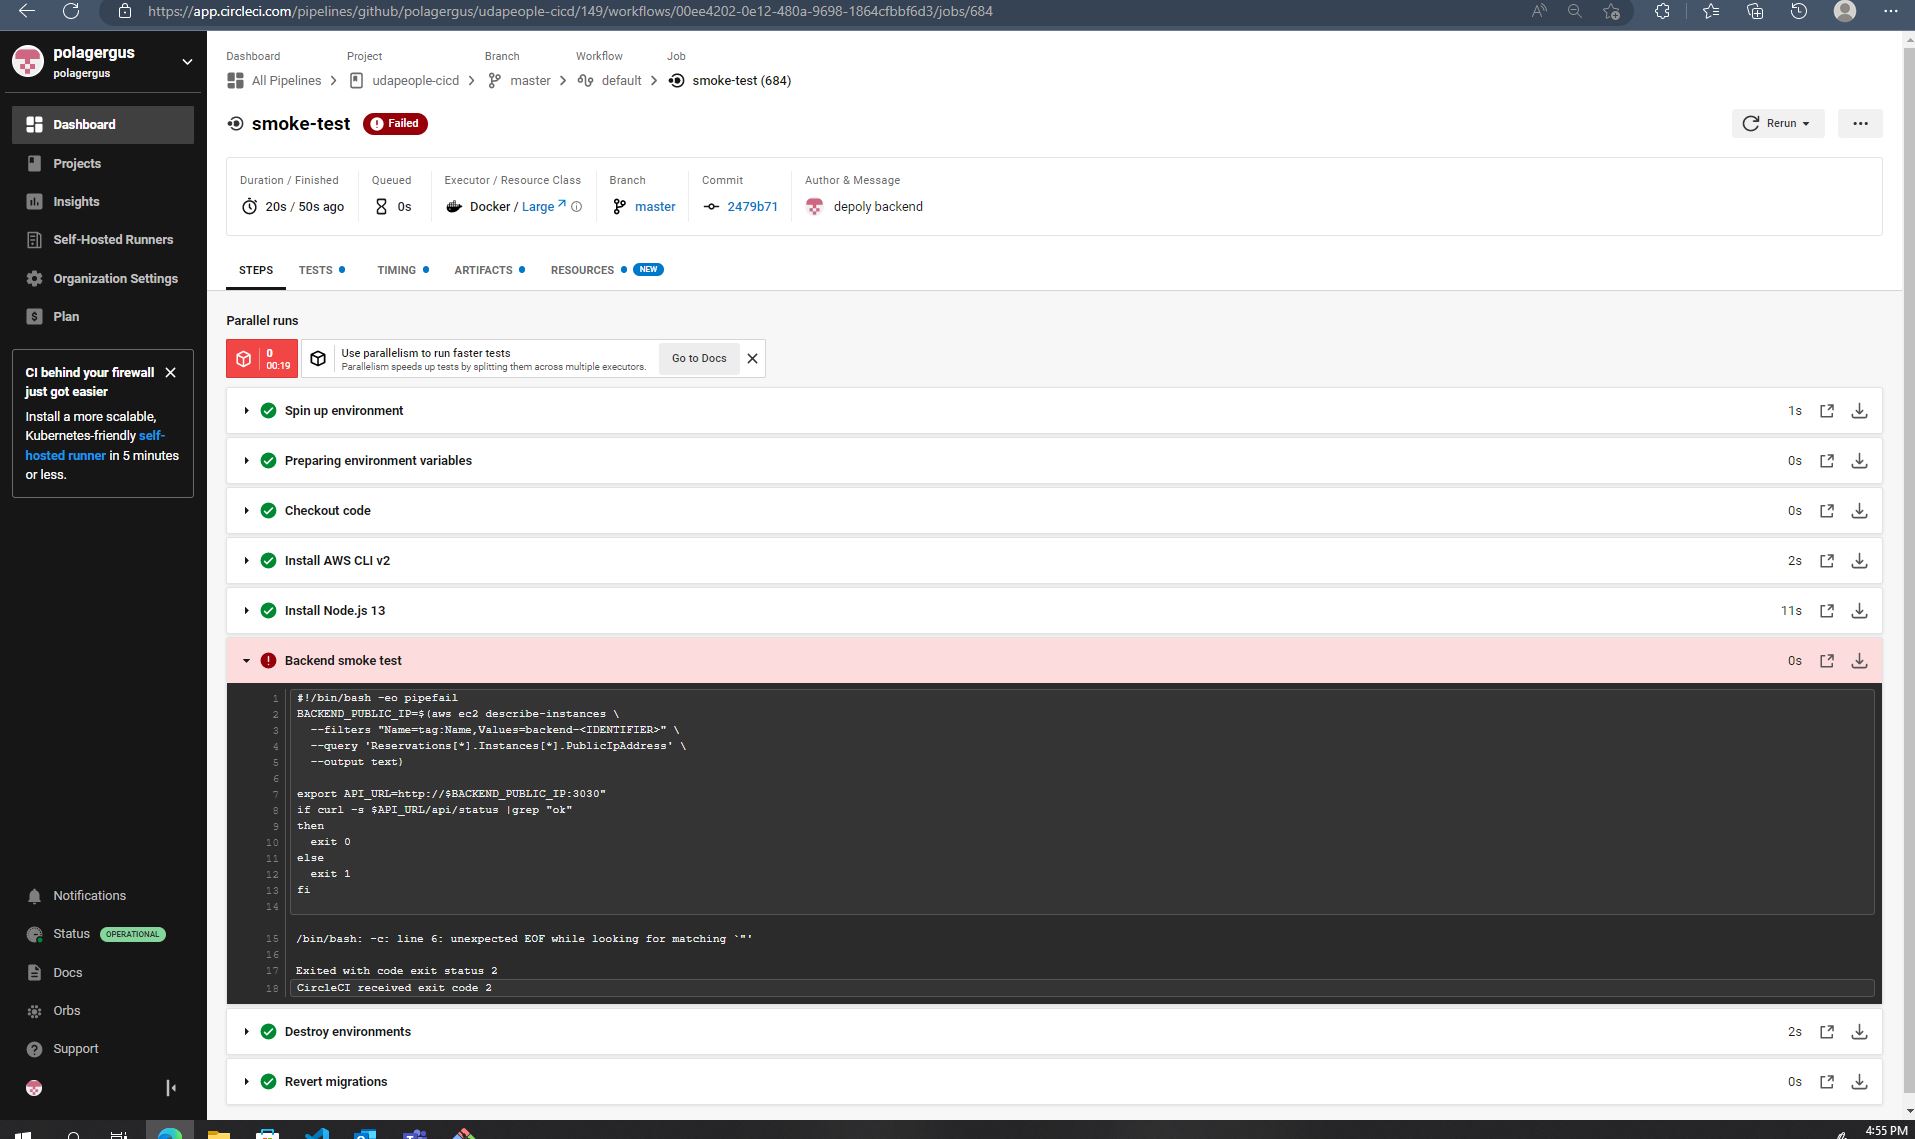 https://app.circleci.com/pipelines/github/polagergus/udapeople-cicd/149/workflows/00ee4202-0e12-480a-9698-1864cfbbf6d3/jobs/684
polagergus
polagergus
Dashboard
Projects
Insights
Self-Hosted Runners
Organization Settings
Plan
CI behind your firewall
just got easier
Install a more scalable,
Kubernetes-friendly self-
hosted runner in 5 minutes
or less.
Notifications
Status OPERATIONAL
Docs
Orbs
Support
Dashboard Project Branch Workflow Job
All Pipelines udapeople-cicd master default smoke-test (684)
smoke-test Failed
Rerun
Duration / Finished Queued Executor / Resource Class Branch Commit Author & Message
20s / 50s ago 0s Docker / Large master 2479b71 depoly backend
STEPS TESTS TIMING ARTIFACTS RESOURCES NEW
Parallel runs
0
00:19
Use parallelism to run faster tests
Parallelism speeds up tests by splitting them across multiple executors.
Go to Docs
Spin up environment 1s
Preparing environment variables 0s
Checkout code 0s
Install AWS CLI v2 2s
Install Node.js 13 11s
Backend smoke test 0s
1 #!/bin/bash -eo pipefail
2 BACKEND_PUBLIC_IP=$(aws ec2 describe-instances \
3 --filters "Name=tag:Name,Values=backend-<IDENTIFIER>" \
4 --query 'Reservations[*].Instances[*].PublicIpAddress' \
5 --output text)
6
7 export API_URL=http://$BACKEND_PUBLIC_IP:3030"
8 if curl -s $API_URL/api/status |grep "ok"
9 then
10 exit 0
11 else
12 exit 1
13 fi
14
15 /bin/bash: -c: line 6: unexpected EOF while looking for matching `"'
16
17 Exited with code exit status 2
18 CircleCI received exit code 2
Destroy environments 2s
Revert migrations 0s
4:55 PM